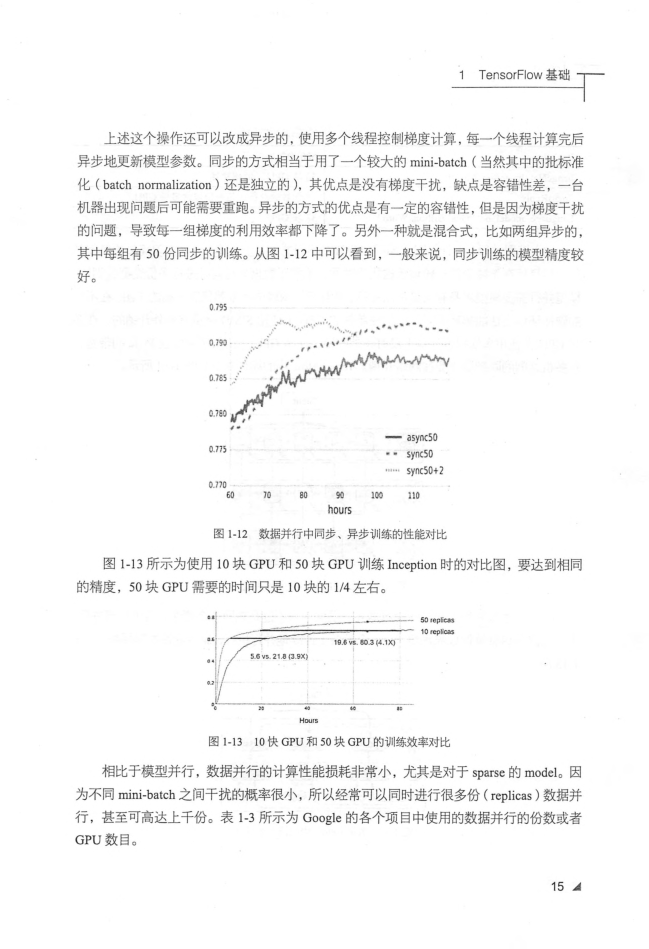 1 TensorFlow 基础
上述这个操作还可以改成异步的，使用多个线程控制梯度计算，每一个线程计算完后
异步地更新模型参数。同步的方式相当于用了一个较大的 mini-batch（当然其中的批标准
化（batch normalization）还是独立的），其优点是没有梯度干扰，缺点是容错性差，一台
机器出现问题后可能需要重跑。异步的方式的优点是有一定的容错性，但是因为梯度干扰
的问题，导致每一组梯度的利用效率都下降了。另外一种就是混合式，比如两组异步的，
其中每组有 50 份同步的训练。从图 1-12 中可以看到，一般来说，同步训练的模型精度较
好。
0.795
0.790
0.785
0.780
0.775
0.770
async50
sync50
sync50+2
60 70 80 90 100 110
hours
图 1-12 数据并行中同步、异步训练的性能对比
图 1-13 所示为使用 10 块 GPU 和 50 块 GPU 训练 Inception 时的对比图，要达到相同
的精度，50 块 GPU 需要的时间只是 10 块的 1/4 左右。
0.8
0.6
0.4
0.2
0
50 replicas
10 replicas
19.6 vs. 80.3 (4.1X)
5.6 vs. 21.8 (3.9X)
0 20 40 60 80
Hours
图 1-13 10 快 GPU 和 50 块 GPU 的训练效率对比
相比于模型并行，数据并行的计算性能损耗非常小，尤其是对于 sparse 的 model。因
为不同 mini-batch 之间干扰的概率很小，所以经常可以同时进行很多份（replicas）数据并
行，甚至可高达上千份。表 1-3 所示为 Google 的各个项目中使用的数据并行的份数或者
GPU 数目。
15